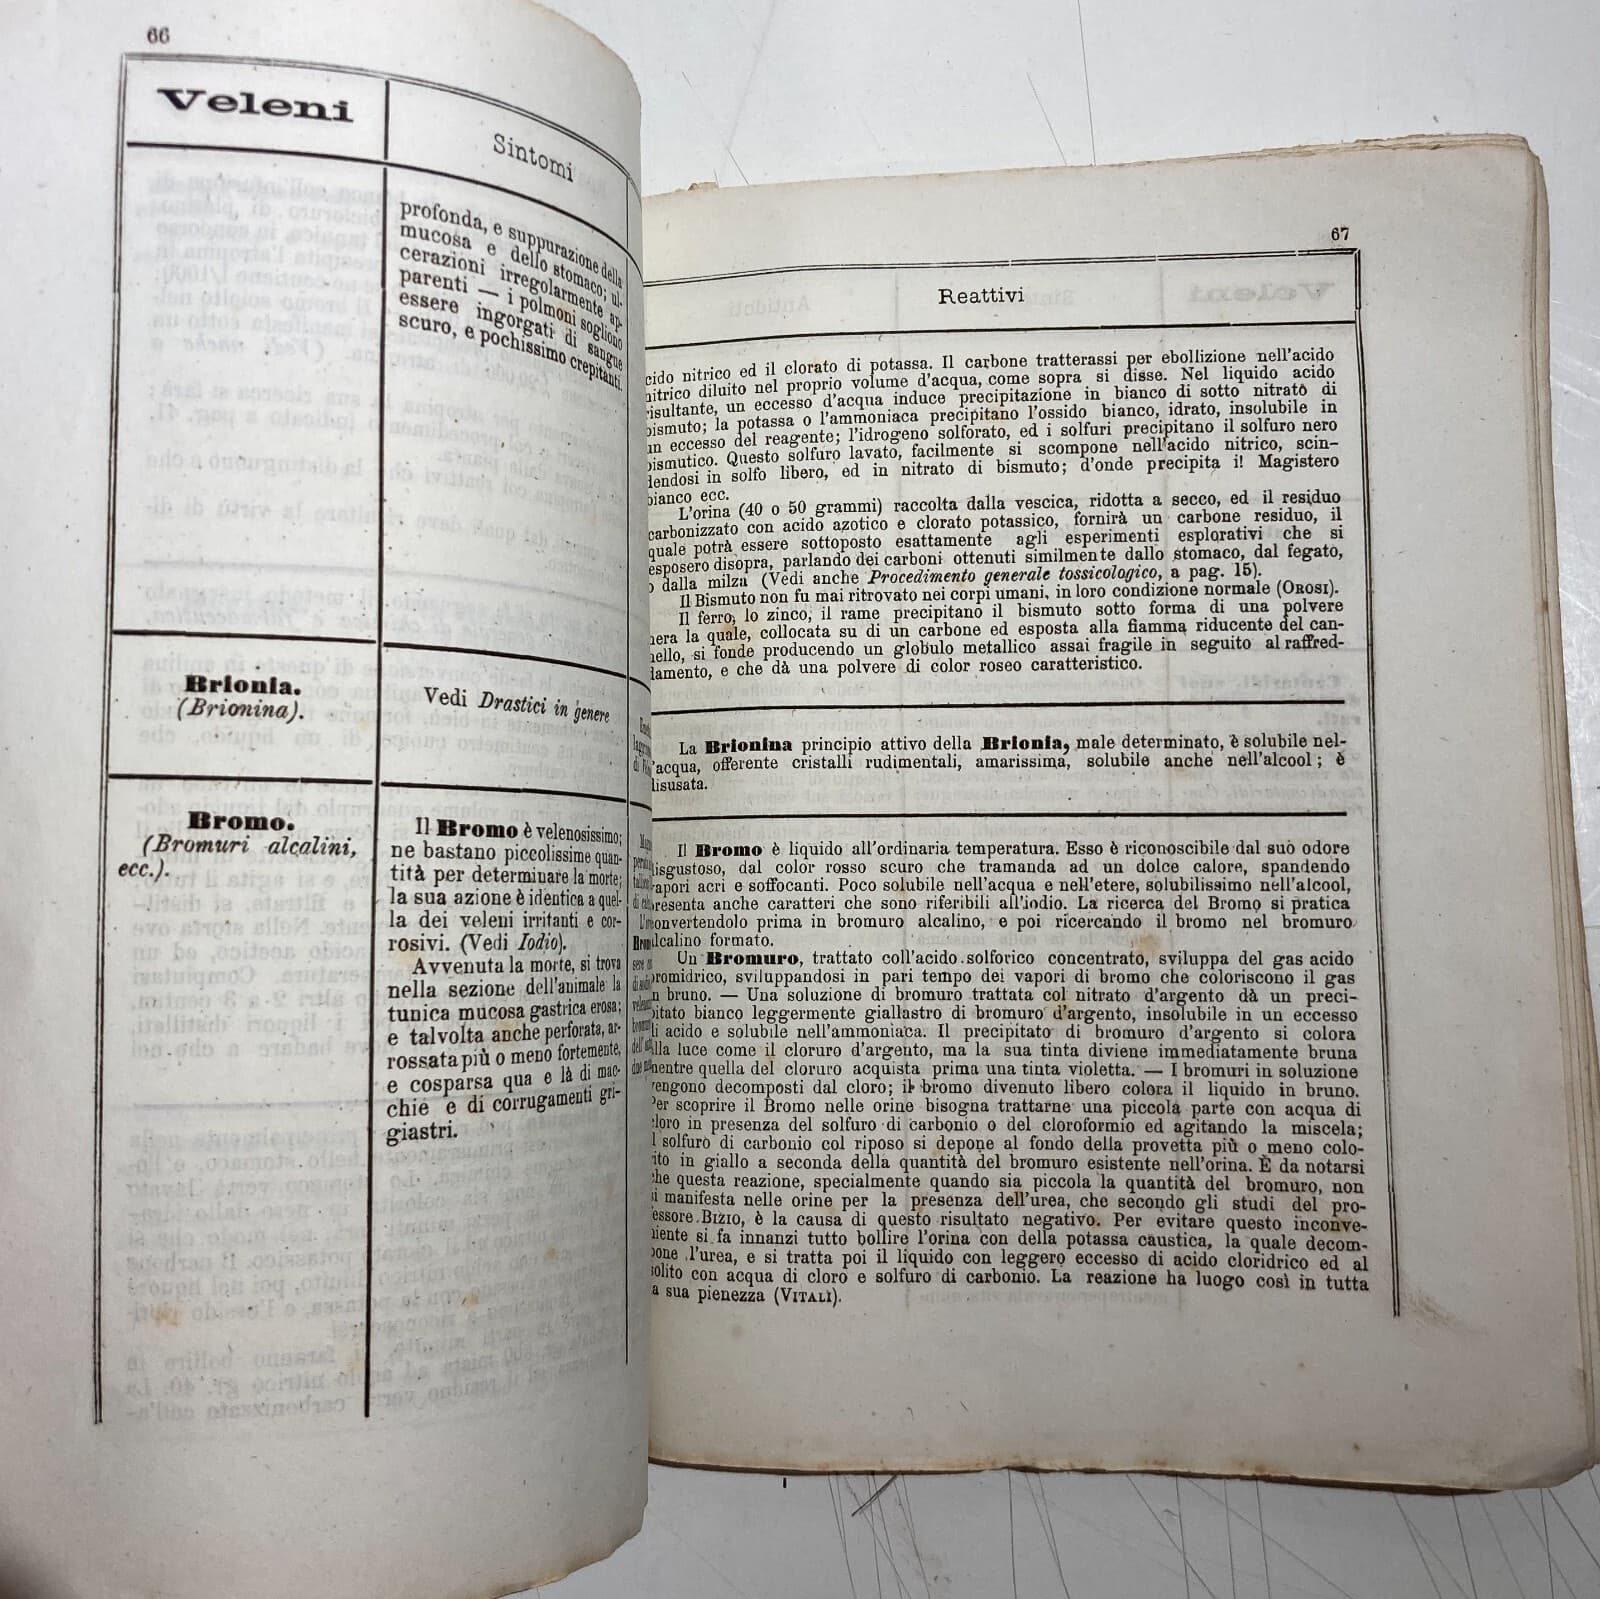 66
Veleni
Sintomi
profonda, e suppurazione della
mucosa e dello stomaco; ul-
cerazioni irregolarmente ap-
parenti — i polmoni sogliono
essere ingorgati di sangue
scuro, e pochissimo crepitanti.
Brionia.
(Brionina).
Vedi Drastici in genere
Bromo.
(Bromuri alcalini,
ecc.).
Il Bromo è velenosissimo;
ne bastano piccolissime quan-
tità per determinare la morte;
la sua azione è identica a quel-
la dei veleni irritanti e cor-
rosivi. (Vedi Iodio).
Avvenuta la morte, si trova
nella sezione dell'animale la
tunica mucosa gastrica erosa;
e talvolta anche perforata, ar-
rossata più o meno fortemente,
e cosparsa qua e là di mac-
chie e di corrugamenti gri-
giastri.
67
Reattivi
cido nitrico ed il clorato di potassa. Il carbone tratterassi per ebollizione nell'acido
nitrico diluito nel proprio volume d'acqua, come sopra si disse. Nel liquido acido
risultante, un eccesso d'acqua induce precipitazione in bianco di sotto nitrato di
bismuto; la potassa o l'ammoniaca precipitano l'ossido bianco, idrato, insolubile in
un eccesso del reagente; l'idrogeno solforato, ed i solfuri precipitano il solfuro nero
bismutico. Questo solfuro lavato, facilmente si scompone nell'acido nitrico, scin-
dendosi in solfo libero, ed in nitrato di bismuto; d'onde precipita i! Magistero
bianco ecc.
L'orina (40 o 50 grammi) raccolta dalla vescica, ridotta a secco, ed il residuo
carbonizzato con acido azotico e clorato potassico, fornirà un carbone residuo, il
quale potrà essere sottoposto esattamente agli esperimenti esplorativi che si
esposero disopra, parlando dei carboni ottenuti similmente dallo stomaco, dal fegato,
o dalla milza (Vedi anche Procedimento generale tossicologico, a pag. 15).
Il Bismuto non fu mai ritrovato nei corpi umani, in loro condizione normale (OROSI).
Il ferro, lo zinco, il rame precipitano il bismuto sotto forma di una polvere
nera la quale, collocata su di un carbone ed esposta alla fiamma riducente del can-
nello, si fonde producendo un globulo metallico assai fragile in seguito al raffred-
damento, e che dà una polvere di color roseo caratteristico.
La Brionina principio attivo della Brionia, male determinato, è solubile nel-
l'acqua, offerente cristalli rudimentali, amarissima, solubile anche nell'alcool; è
disusata.
Il Bromo è liquido all'ordinaria temperatura. Esso è riconoscibile dal suo odore
disgustoso, dal color rosso scuro che tramanda ad un dolce calore, spandendo
vapori acri e soffocanti. Poco solubile nell'acqua e nell'etere, solubilissimo nell'alcool,
presenta anche caratteri che sono riferibili all'iodio. La ricerca del Bromo si pratica
convertendolo prima in bromuro alcalino, e poi ricercando il bromo nel bromuro
alcalino formato.
Un Bromuro, trattato coll'acido solforico concentrato, sviluppa del gas acido
bromidrico, sviluppandosi in pari tempo dei vapori di bromo che coloriscono il gas
in bruno. — Una soluzione di bromuro trattata col nitrato d'argento dà un preci-
pitato bianco leggermente giallastro di bromuro d'argento, insolubile in un eccesso
di acido e solubile nell'ammoniaca. Il precipitato di bromuro d'argento si colora
alla luce come il cloruro d'argento, ma la sua tinta diviene immediatamente bruna
mentre quella del cloruro acquista prima una tinta violetta. — I bromuri in soluzione
vengono decomposti dal cloro; il bromo divenuto libero colora il liquido in bruno.
Per scoprire il Bromo nelle orine bisogna trattarne una piccola parte con acqua di
cloro in presenza del solfuro di carbonio o del cloroformio ed agitando la miscela;
il solfuro di carbonio col riposo si depone al fondo della provetta più o meno colo-
rito in giallo a seconda della quantità del bromuro esistente nell'orina. È da notarsi
che questa reazione, specialmente quando sia piccola la quantità del bromuro, non
si manifesta nelle orine per la presenza dell'urea, che secondo gli studi del pro-
fessore BIZIO, è la causa di questo risultato negativo. Per evitare questo inconve-
niente si fa innanzi tutto bollire l'orina con della potassa caustica, la quale decom-
pone l'urea, e si tratta poi il liquido con leggero eccesso di acido cloridrico ed al
solito con acqua di cloro e solfuro di carbonio. La reazione ha luogo così in tutta
la sua pienezza (VITALI).